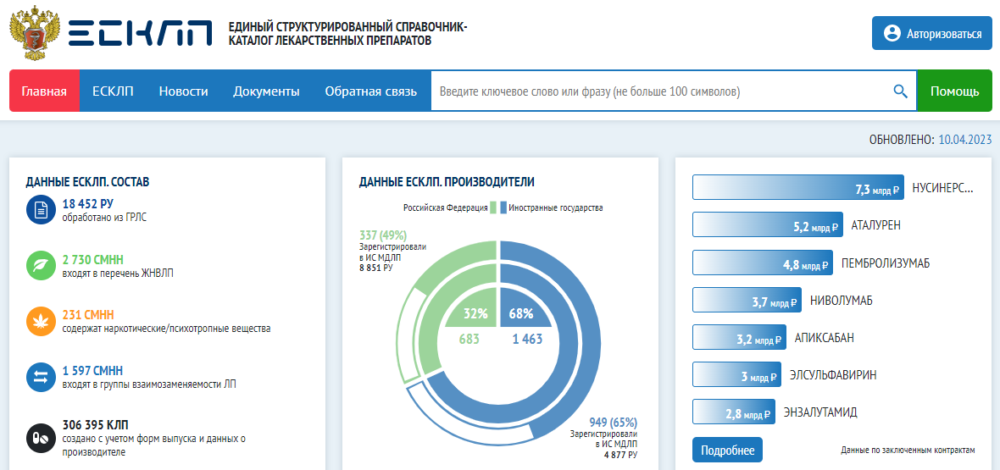 ЕСКЛП
ЕДИНЫЙ СТРУКТУРИРОВАННЫЙ СПРАВОЧНИК-
КАТАЛОГ ЛЕКАРСТВЕННЫХ ПРЕПАРАТОВ
Авторизоваться
Главная ЕСКЛП Новости Документы Обратная связь Введите ключевое слово или фразу (не больше 100 символов) Помощь
ОБНОВЛЕНО: 10.04.2023
ДАННЫЕ ЕСКЛП. СОСТАВ
18 452 РУ
обработано из ГРЛС
2 730 СМНН
входят в перечень ЖНВЛП
231 СМНН
содержат наркотические/психотропные вещества
1 597 СМНН
входят в группы взаимозаменяемости ЛП
306 395 КЛП
создано с учетом форм выпуска и данных о
производителе
ДАННЫЕ ЕСКЛП. ПРОИЗВОДИТЕЛИ
Российская Федерация Иностранные государства
337 (49%)
Зарегистрировали
в ИС МДЛП
8 851 РУ
32% 68%
683 1 463
949 (65%)
Зарегистрировали
в ИС МДЛП
4 877 РУ
7,3 млрд ₽ НУСИНЕРС...
5,2 млрд ₽ АТАЛУРЕН
4,8 млрд ₽ ПЕМБРОЛИЗУМАБ
3,7 млрд ₽ НИВОЛУМАБ
3,2 млрд ₽ АПИКСАБАН
3 млрд ₽ ЭЛСУЛЬФАВИРИН
2,8 млрд ₽ ЭНЗАЛУТАМИД
Подробнее Данные по заключенным контрактам